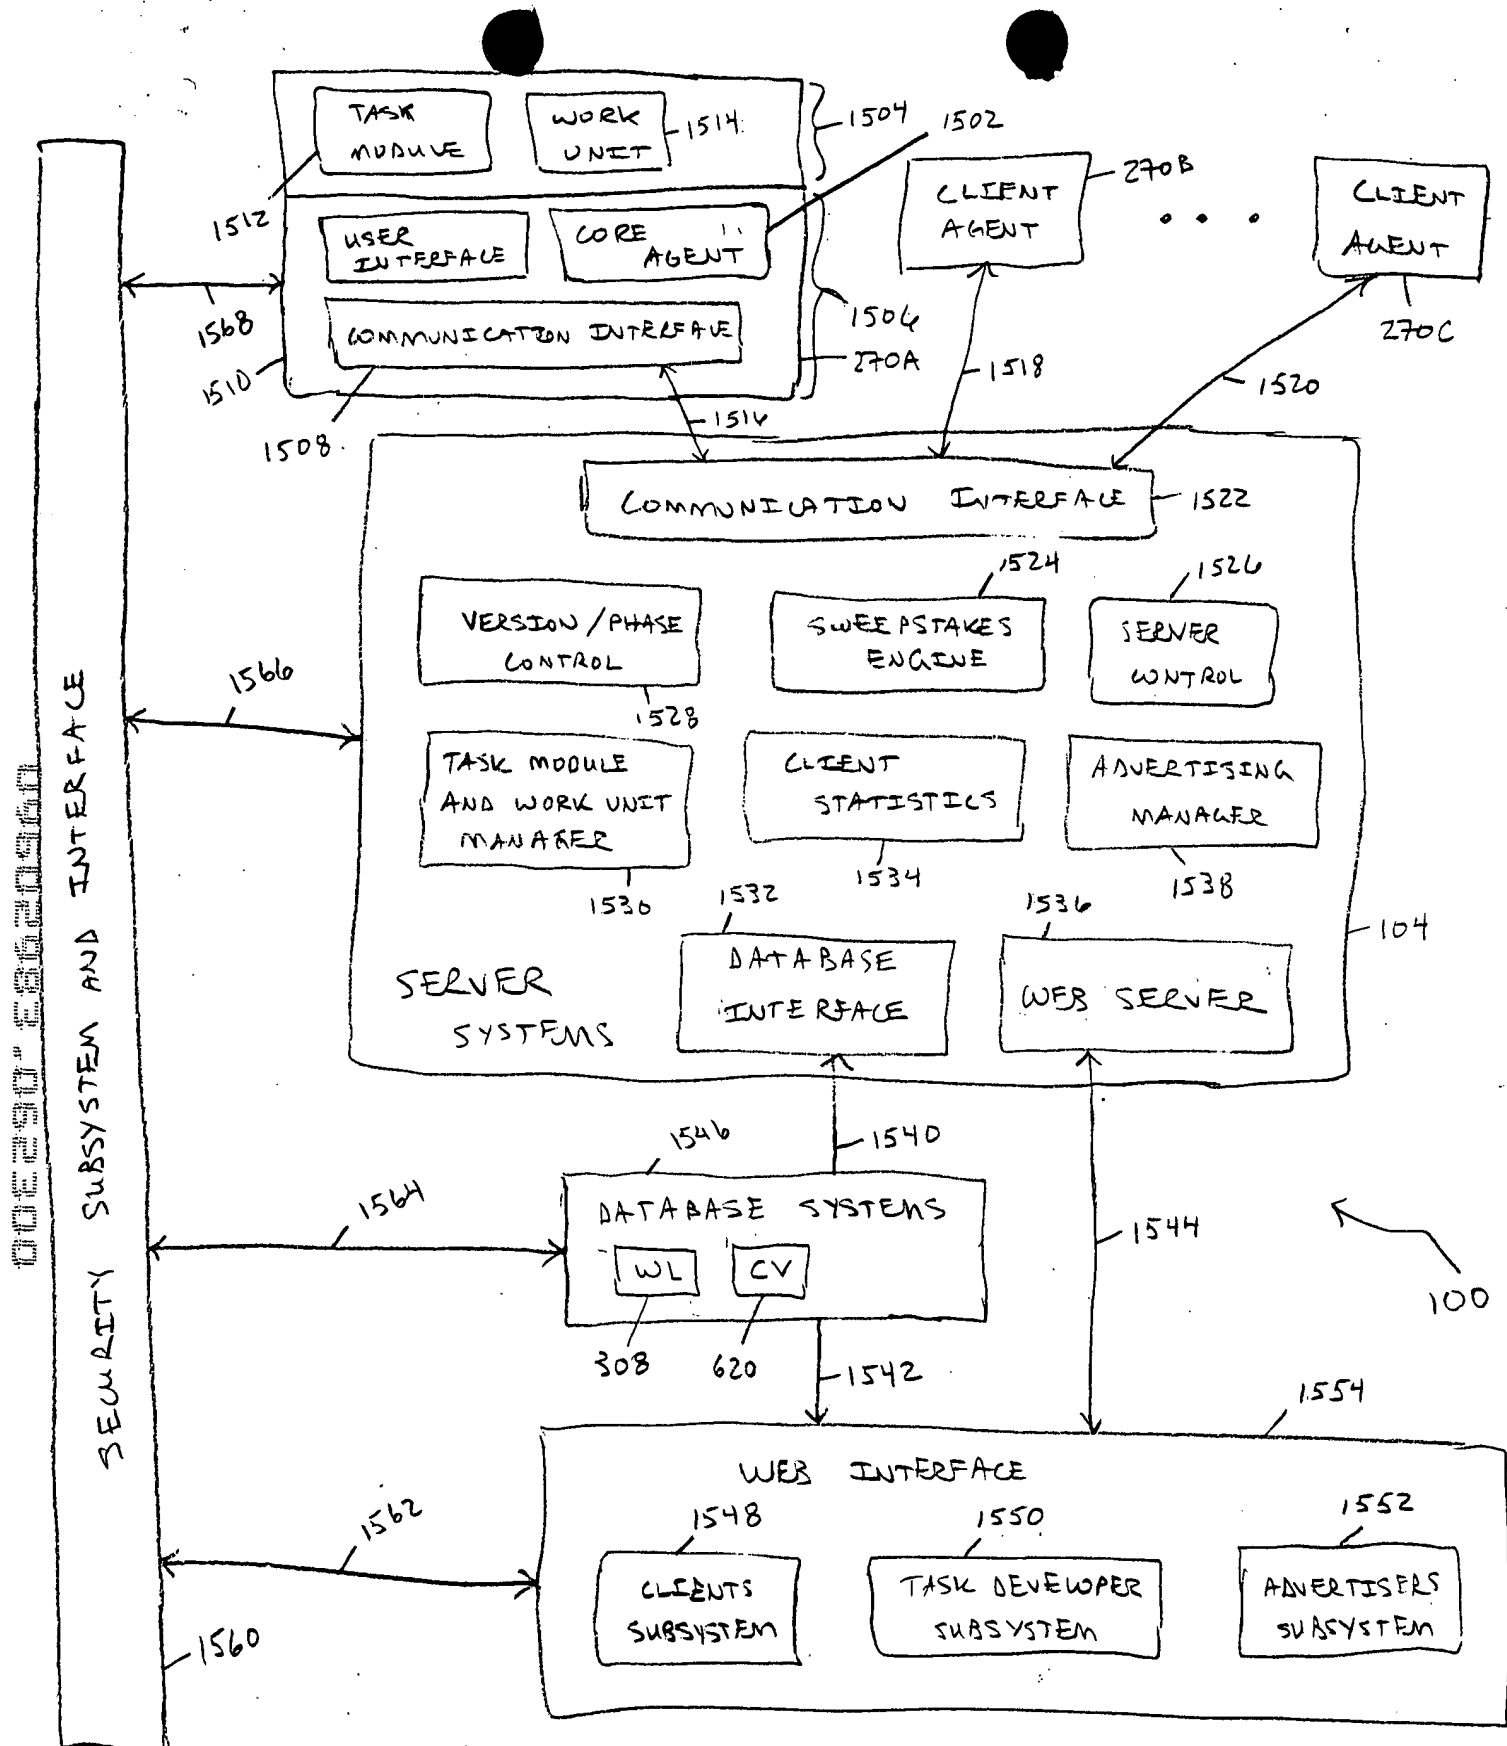 TASK
MODULE
WORK
UNIT
1514
1504
1502
1512
USER
INTERFACE
CORE
AGENT
COMMUNICATION INTERFACE
1506
270A
1510
1508
1568
CLIENT
AGENT
270B
CLIENT
AGENT
270C
1516
1518
1520
COMMUNICATION INTERFACE
1522
VERSION/PHASE
CONTROL
1528
1524
SWEEPSTAKES
ENGINE
1526
SERVER
CONTROL
1566
TASK MODULE
AND WORK UNIT
MANAGER
1530
CLIENT
STATISTICS
1534
ADVERTISING
MANAGER
1538
1532
DATABASE
INTERFACE
1536
WEB SERVER
104
SERVER
SYSTEMS
SECURITY SUBSYSTEM AND INTERFACE
1546
1540
DATABASE SYSTEMS
WL
CV
308
620
1564
1542
1544
100
1554
WEB INTERFACE
1548
CLIENTS
SUBSYSTEM
1550
TASK DEVELOPER
SUBSYSTEM
1552
ADVERTISERS
SUBSYSTEM
1562
1560